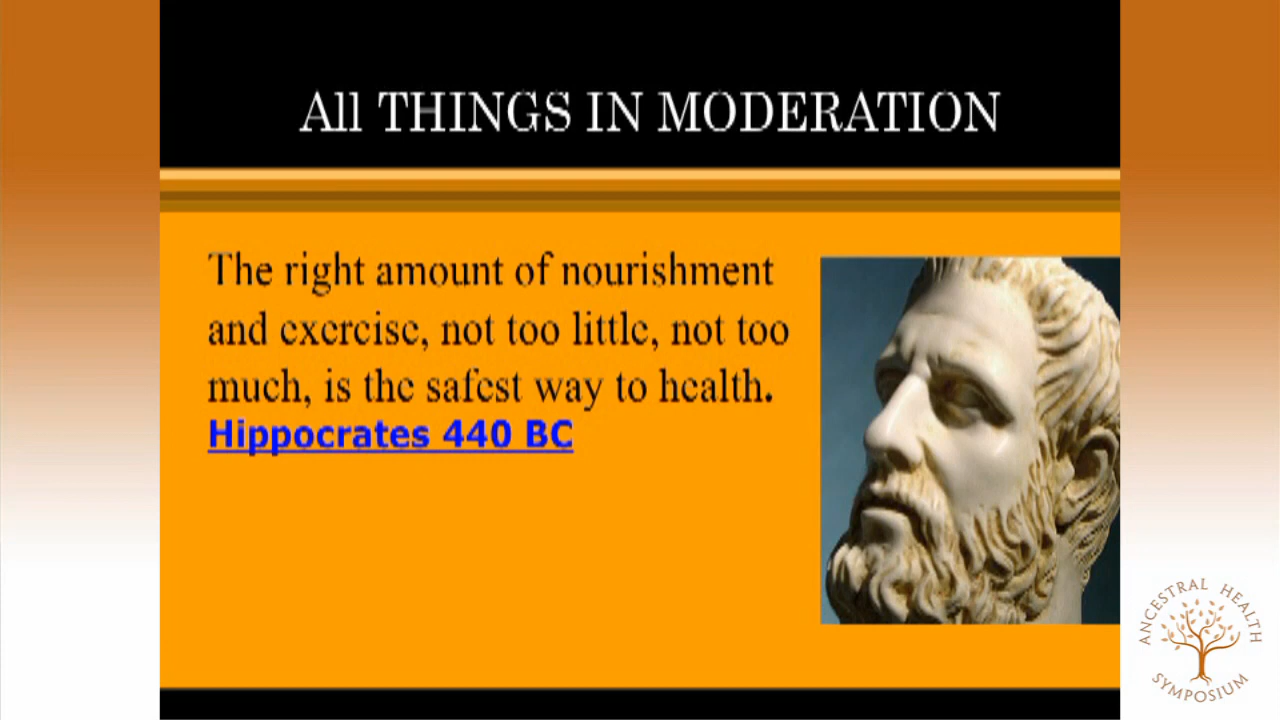 All THINGS IN MODERATION
The right amount of nourishment
and exercise, not too little, not too
much, is the safest way to health.
Hippocrates 440 BC
ANCESTRAL HEALTH
SYMPOSIUM